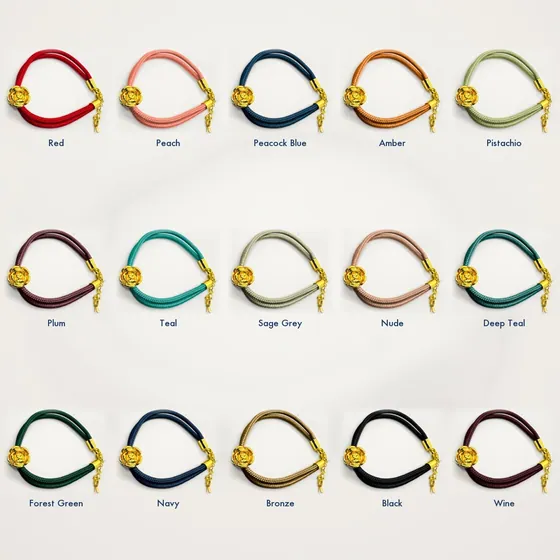 Red
Peach
Peacock Blue
Amber
Pistachio
Plum
Teal
Sage Grey
Nude
Deep Teal
Forest Green
Navy
Bronze
Black
Wine